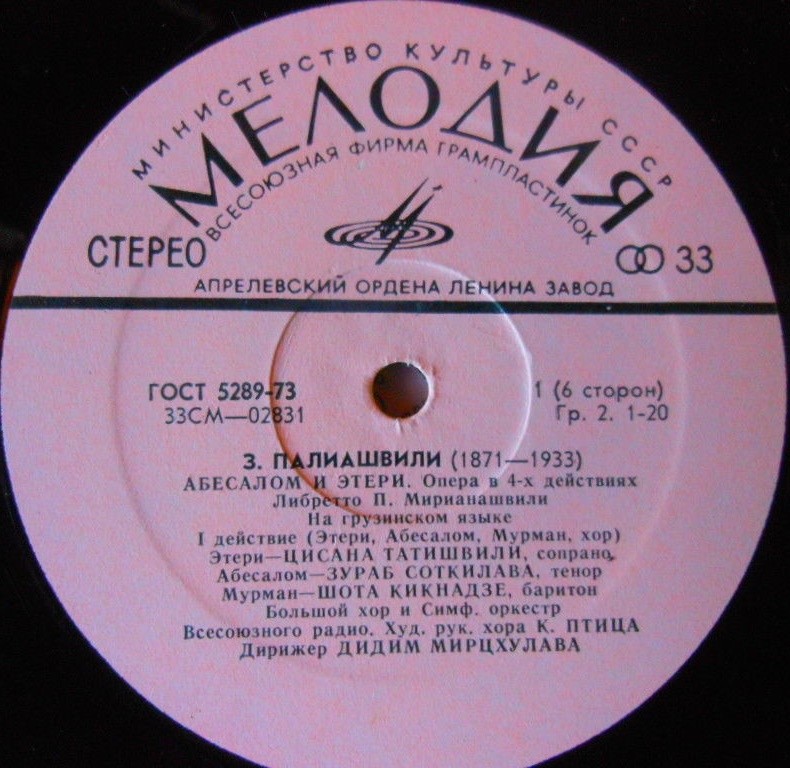 МИНИСТЕРСТВО КУЛЬТУРЫ СССР
МЕЛОДИЯ
ВСЕСОЮЗНАЯ ФИРМА ГРАМПЛАСТИНОК
СТЕРЕО 33
АПРЕЛЕВСКИЙ ОРДЕНА ЛЕНИНА ЗАВОД
ГОСТ 5289-73 1 (6 сторон)
33СМ—02831 Гр. 2. 1-20
З. ПАЛИАШВИЛИ (1871—1933)
АБЕСАЛОМ И ЭТЕРИ. Опера в 4-х действиях
Либретто П. Мирианашвили
На грузинском языке
I действие (Этери, Абесалом, Мурман, хор)
Этери—ЦИСАНА ТАТИШВИЛИ, сопрано,
Абесалом—ЗУРАБ СОТКИЛАВА, тенор
Мурман—ШОТА КИКНАДЗЕ, баритон
Большой хор и Симф. оркестр
Всесоюзного радио. Худ. рук. хора К. ПТИЦА
Дирижер ДИДИМ МИРЦХУЛАВА